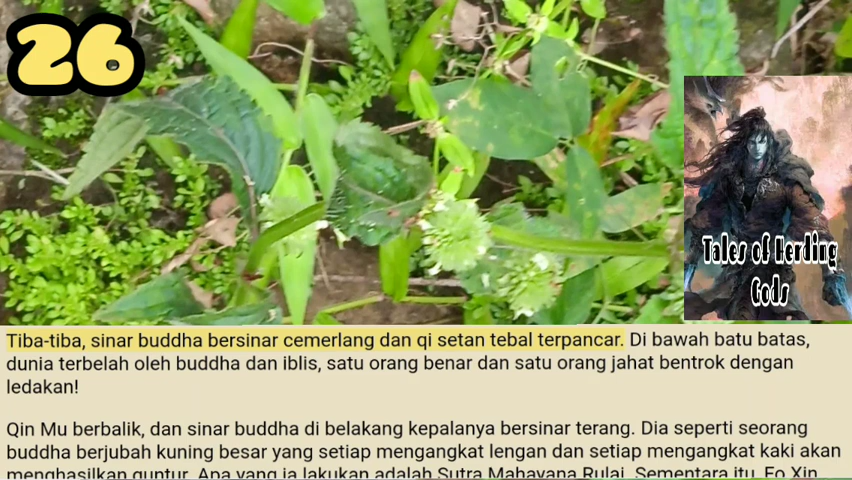 26
Tales of Herding
Gods
Tiba-tiba, sinar buddha bersinar cemerlang dan qi setan tebal terpancar. Di bawah batu batas,
dunia terbelah oleh buddha dan iblis, satu orang benar dan satu orang jahat bentrok dengan
ledakan!
Qin Mu berbalik, dan sinar buddha di belakang kepalanya bersinar terang. Dia seperti seorang
buddha berjubah kuning besar yang setiap mengangkat lengan dan setiap mengangkat kaki akan
menghasilkan guntur. Apa yang ia lakukan adalah Sutra Mahayana Rulai. Sementara itu, Fo Xin